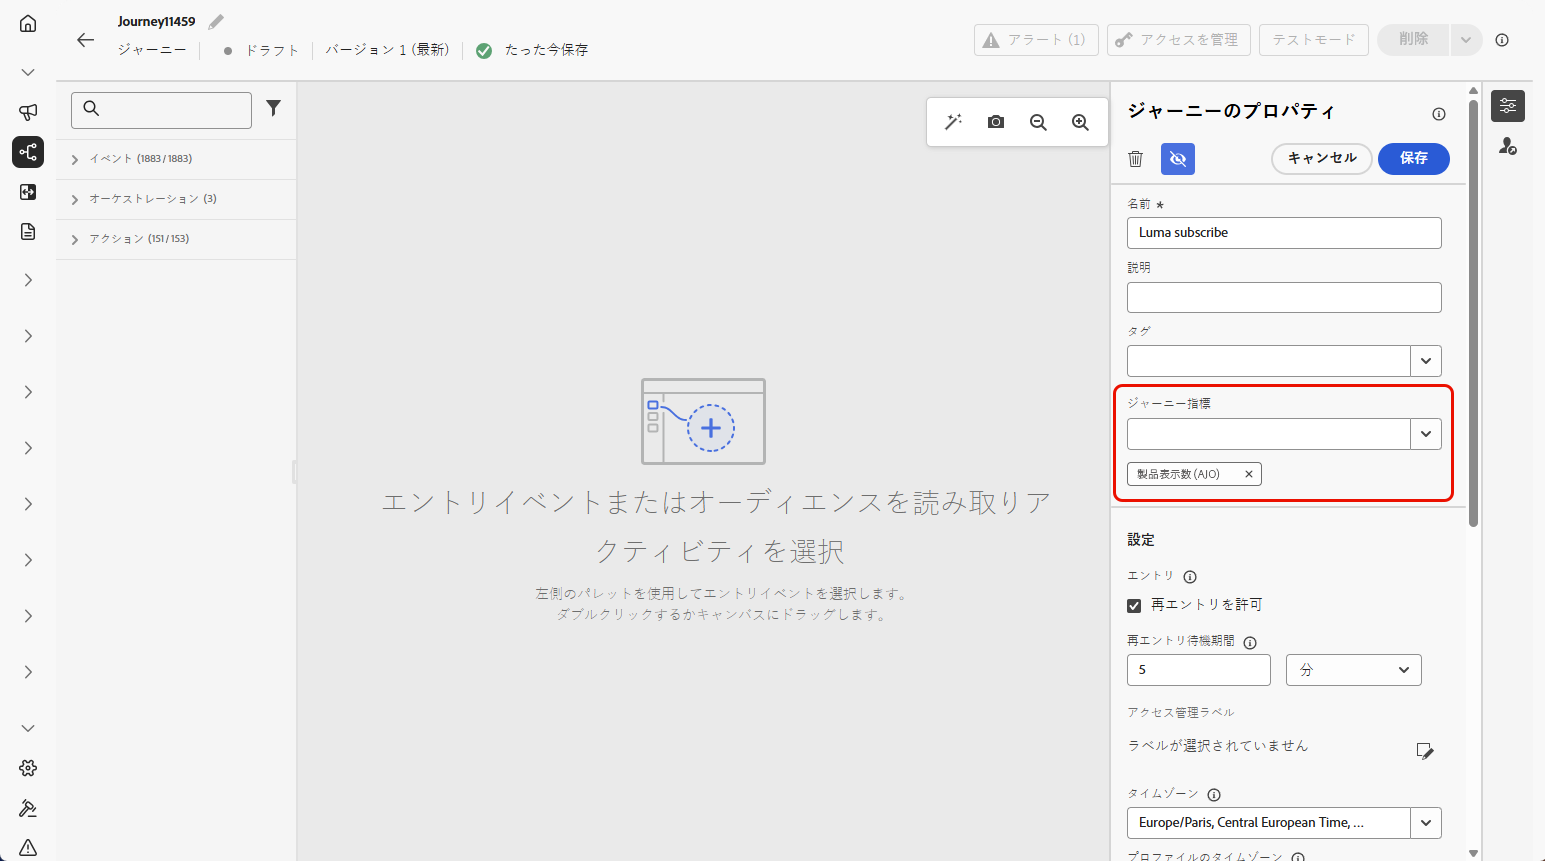 Journey11459
ジャーニー
ドラフト
バージョン 1 (最新)
たった今保存
アラート (1)
アクセスを管理
テストモード
削除
イベント (1883/1883)
オーケストレーション (3)
アクション (151/153)
エントリイベントまたはオーディエンスを読み取りア
クティビティを選択
左側のパレットを使用してエントリイベントを選択します。
ダブルクリックするかキャンバスにドラッグします。
ジャーニーのプロパティ
キャンセル
保存
名前 *
Luma subscribe
説明
タグ
ジャーニー指標
製品表示数 (AJO)
設定
エントリ
再エントリを許可
再エントリ待機期間
5
分
アクセス管理ラベル
ラベルが選択されていません
タイムゾーン
Europe/Paris, Central European Time, ...
プロファイルのタイムゾーン